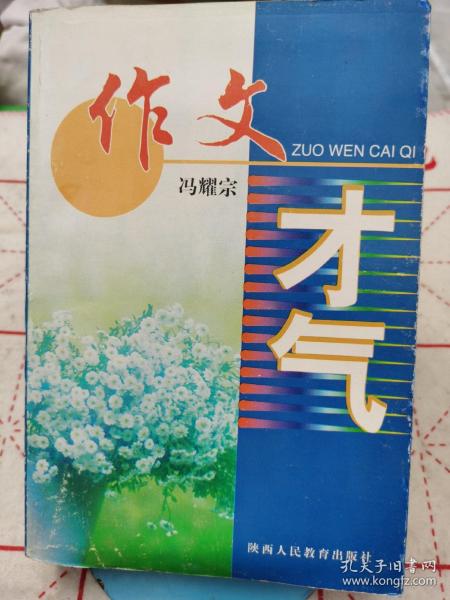 作文
ZUO WEN CAI QI
冯耀宗
才气
陕西人民教育出版社
孔夫子旧书网
www.kongfz.com